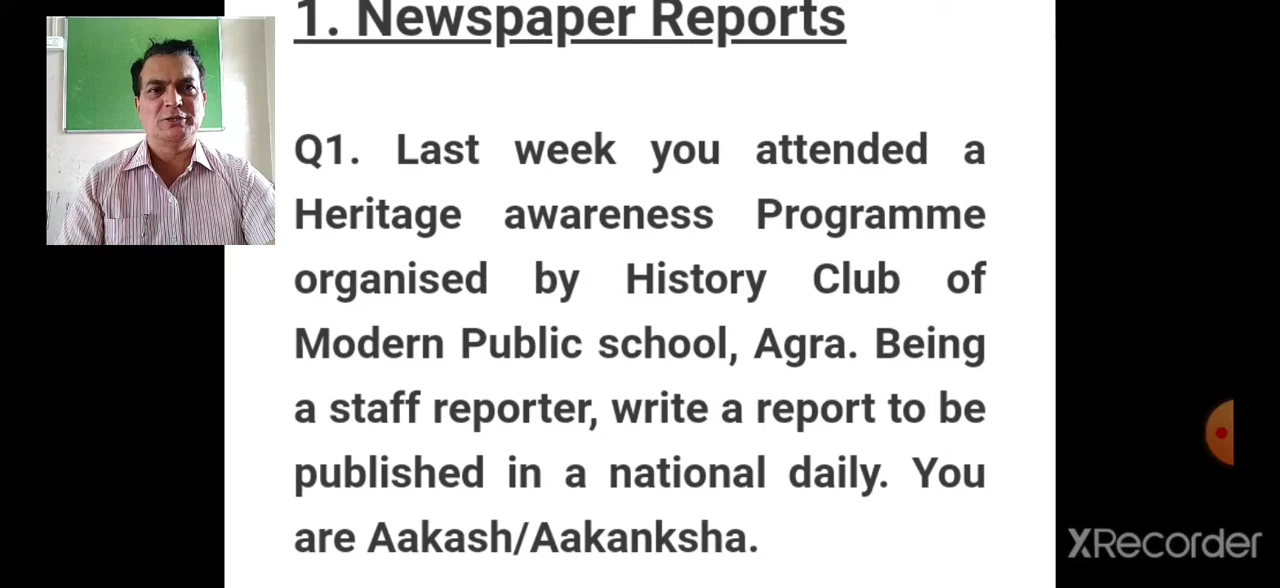 1. Newspaper Reports
Q1. Last week you attended a
Heritage awareness Programme
organised by History Club of
Modern Public school, Agra. Being
a staff reporter, write a report to be
published in a national daily. You
are Aakash/Aakanksha.
XRecorder